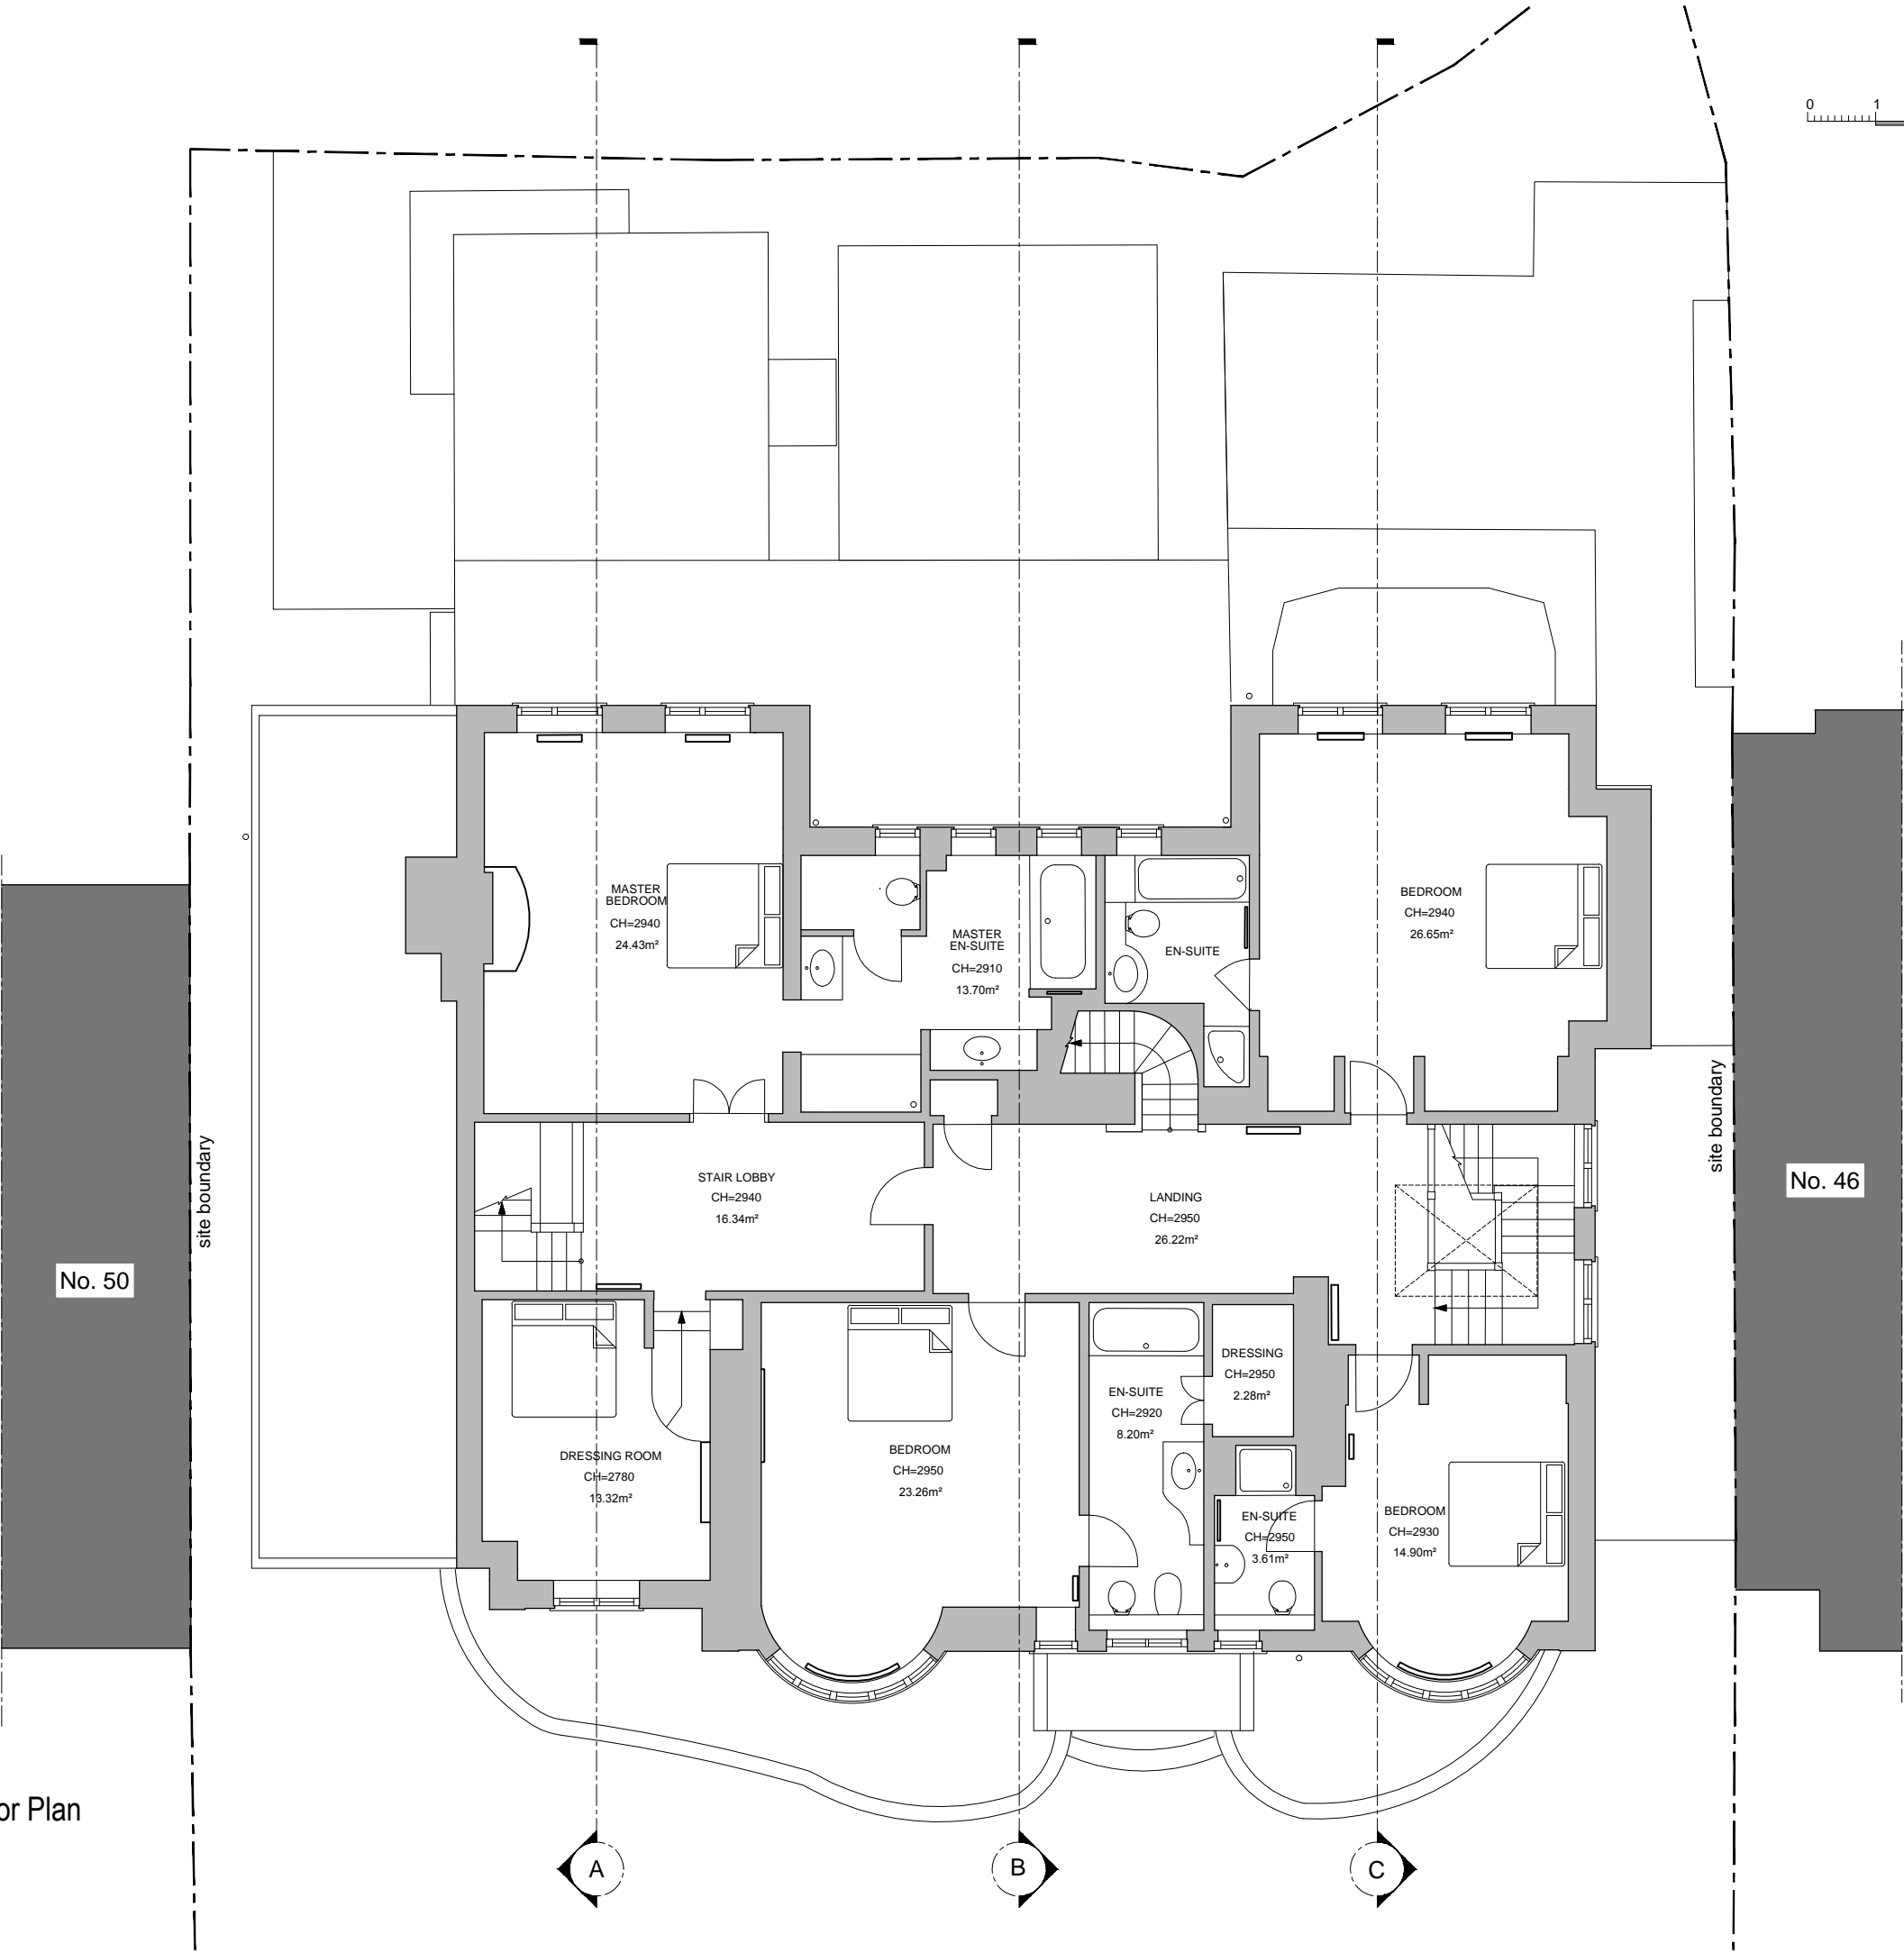 0 1
MASTER
BEDROOM
CH=2940
24.43m²
MASTER
EN-SUITE
CH=2910
13.70m²
EN-SUITE
BEDROOM
CH=2940
26.65m²
STAIR LOBBY
CH=2940
16.34m²
LANDING
CH=2950
26.22m²
site boundary
site boundary
No. 50
No. 46
DRESSING ROOM
CH=2780
13.32m²
BEDROOM
CH=2950
23.26m²
EN-SUITE
CH=2920
8.20m²
DRESSING
CH=2950
2.28m²
EN-SUITE
CH=2950
3.61m²
BEDROOM
CH=2930
14.90m²
or Plan
A
B
C